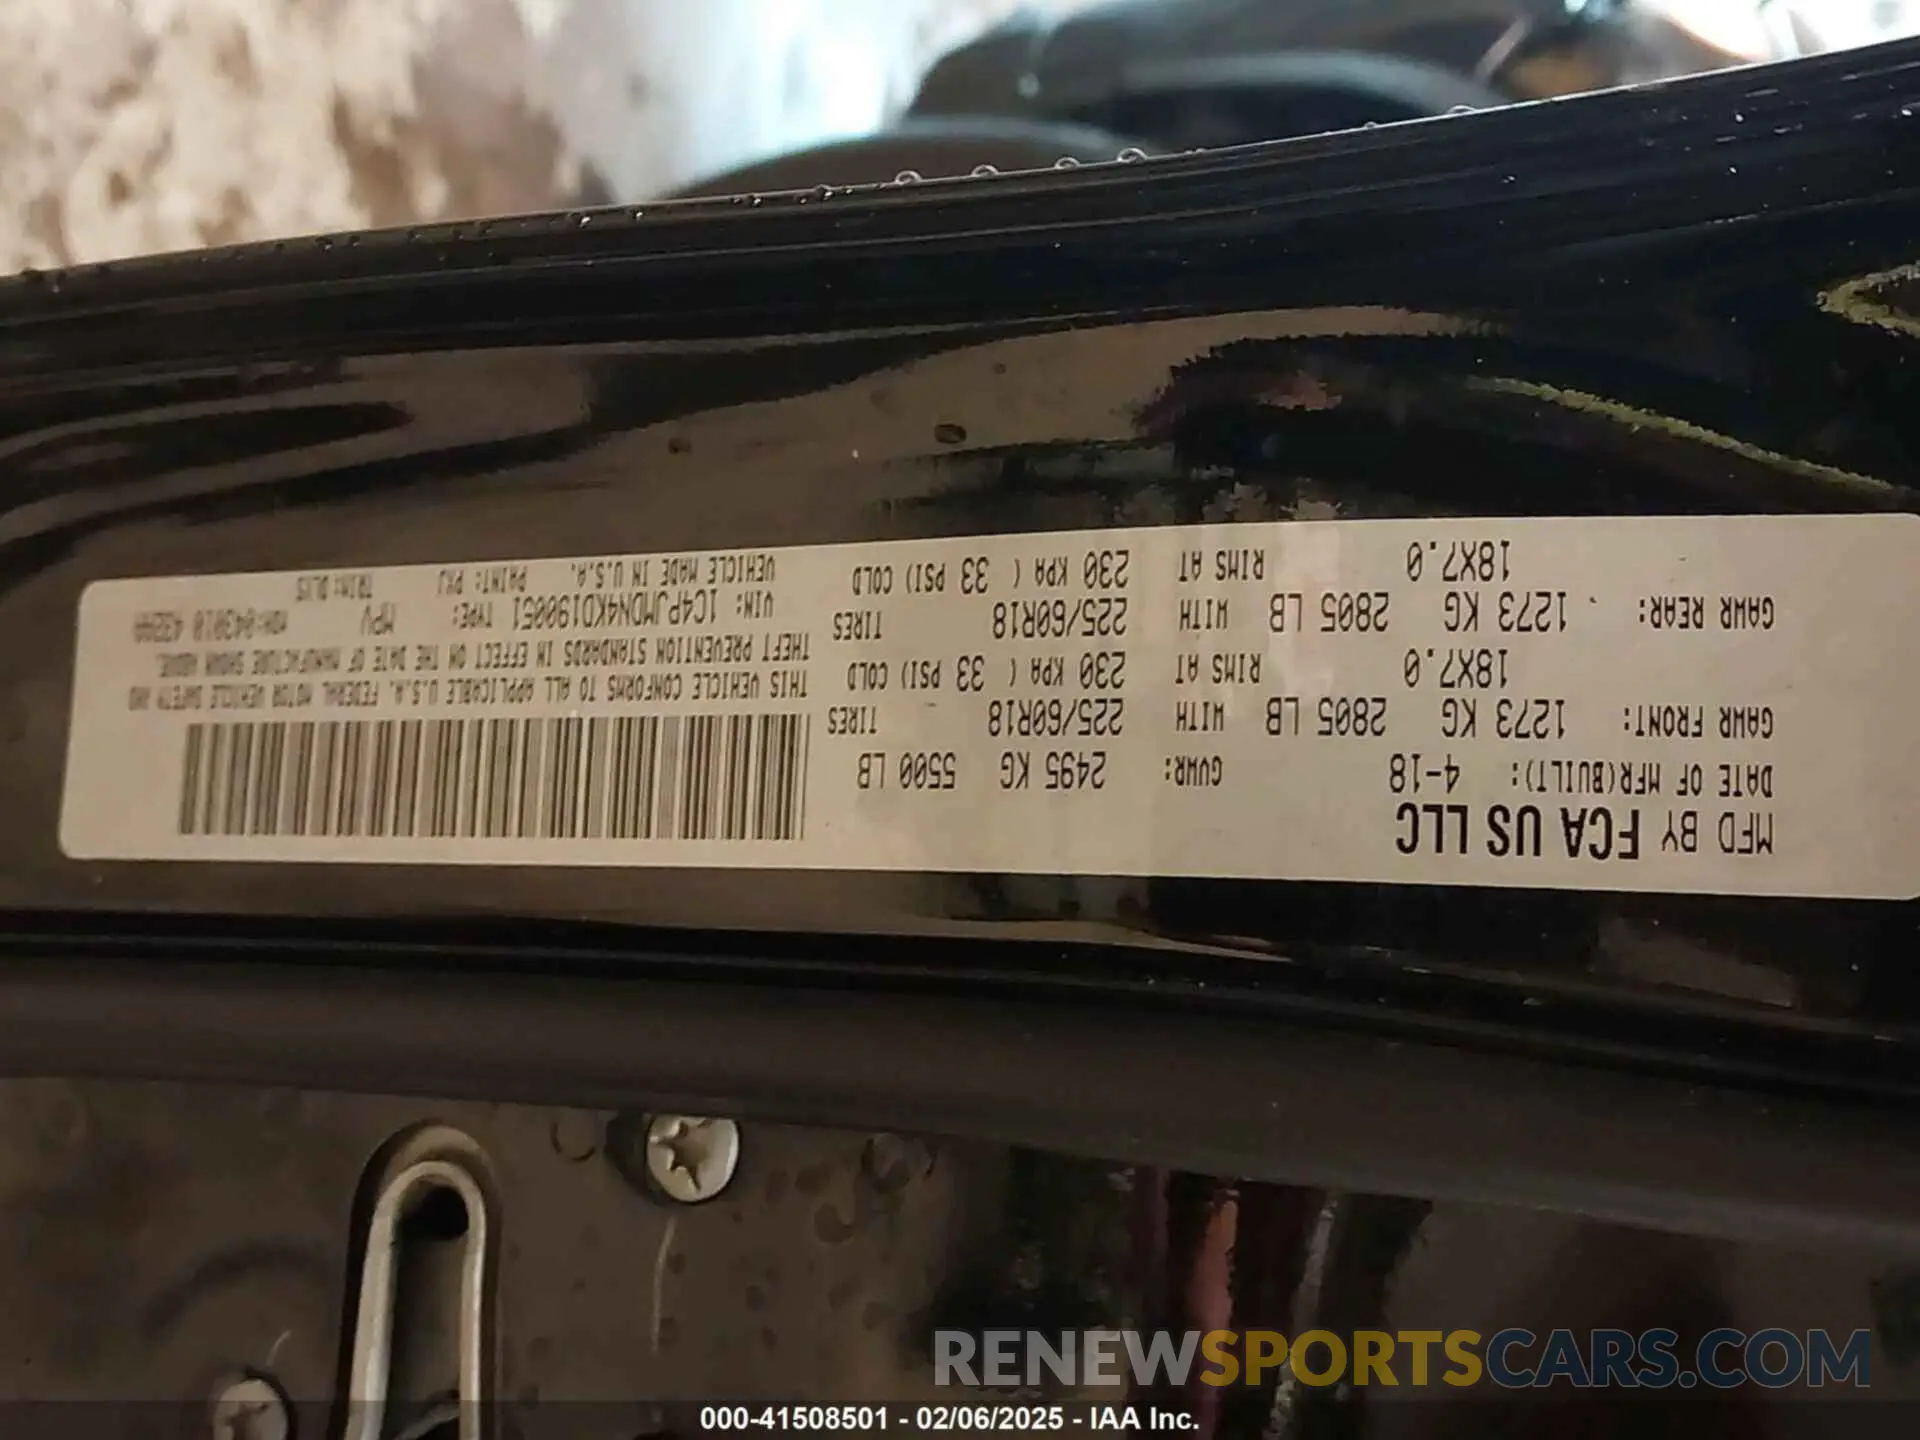 MFD BY FCA US LLC
DATE OF MFR(BUILT): 4-18 GVWR: 2495 KG 5500 LB
GAWR FRONT: 1273 KG 2805 LB WITH 225/60R18 TIRES
18X7.0 RIMS AT 230 KPA ( 33 PSI) COLD
GAWR REAR: 1273 KG 2805 LB WITH 225/60R18 TIRES
18X7.0 RIMS AT 230 KPA ( 33 PSI) COLD
THIS VEHICLE CONFORMS TO ALL APPLICABLE U.S.A. FEDERAL MOTOR VEHICLE SAFETY AND
THEFT PREVENTION STANDARDS IN EFFECT ON THE DATE OF MANUFACTURE SHOWN ABOVE.
VIN: 1C4PJMDN4KD190051 TYPE: MPV MDH:043010
VEHICLE MADE IN U.S.A. PAINT: PXJ TRIM:
RENEWSPORTSCARS.COM
000-41508501 - 02/06/2025 - IAA Inc.